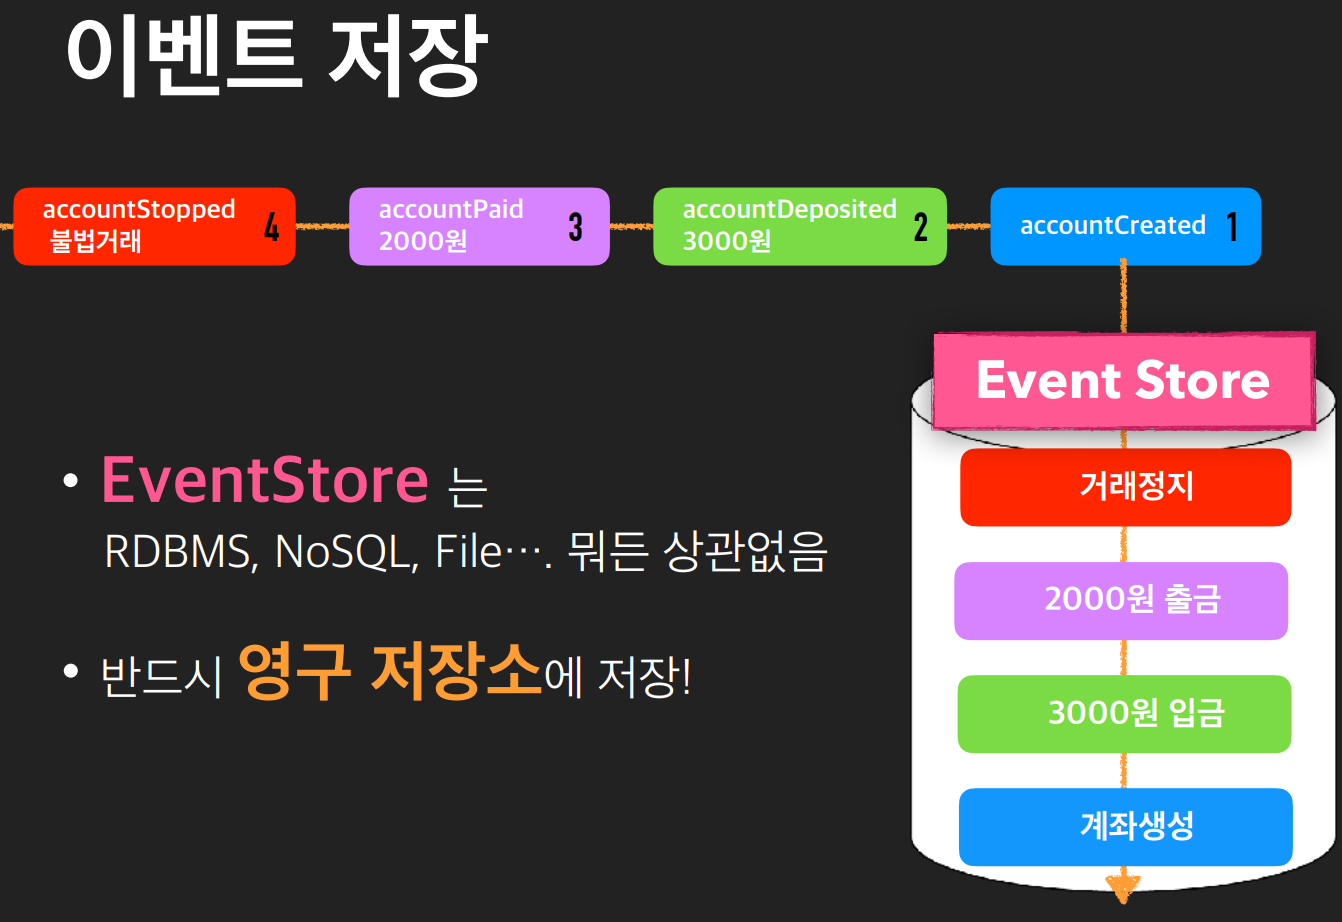 이벤트 저장
accountStopped
불법거래
4
accountPaid
2000원
3
accountDeposited
3000원
2
accountCreated
1
Event Store
거래정지
2000원 출금
3000원 입금
계좌생성
• EventStore 는
RDBMS, NoSQL, File…. 뭐든 상관없음
• 반드시 영구 저장소에 저장!